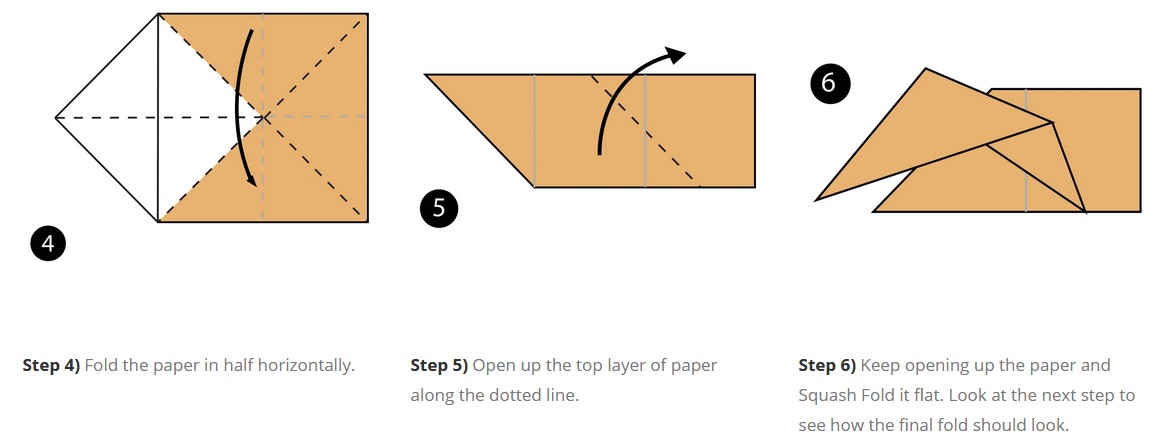 4
5
6
Step 4) Fold the paper in half horizontally.
Step 5) Open up the top layer of paper
along the dotted line.
Step 6) Keep opening up the paper and
Squash Fold it flat. Look at the next step to
see how the final fold should look.